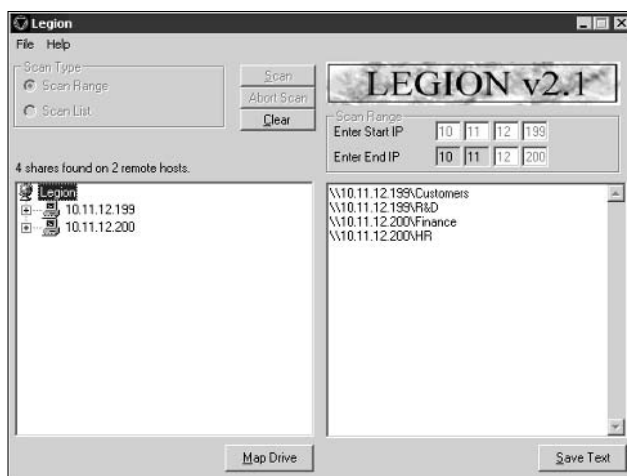 Legion
File Help
Scan Type
Scan Range
Scan List
Scan
Abort Scan
Clear
4 shares found on 2 remote hosts.
Legion
10.11.12.199
10.11.12.200
Map Drive
LEGION v2.1
Scan Range
Enter Start IP 10 11 12 199
Enter End IP 10 11 12 200
\\10.11.12.199\Customers
\\10.11.12.199\R&D
\\10.11.12.200\Finance
\\10.11.12.200\HR
Save Text